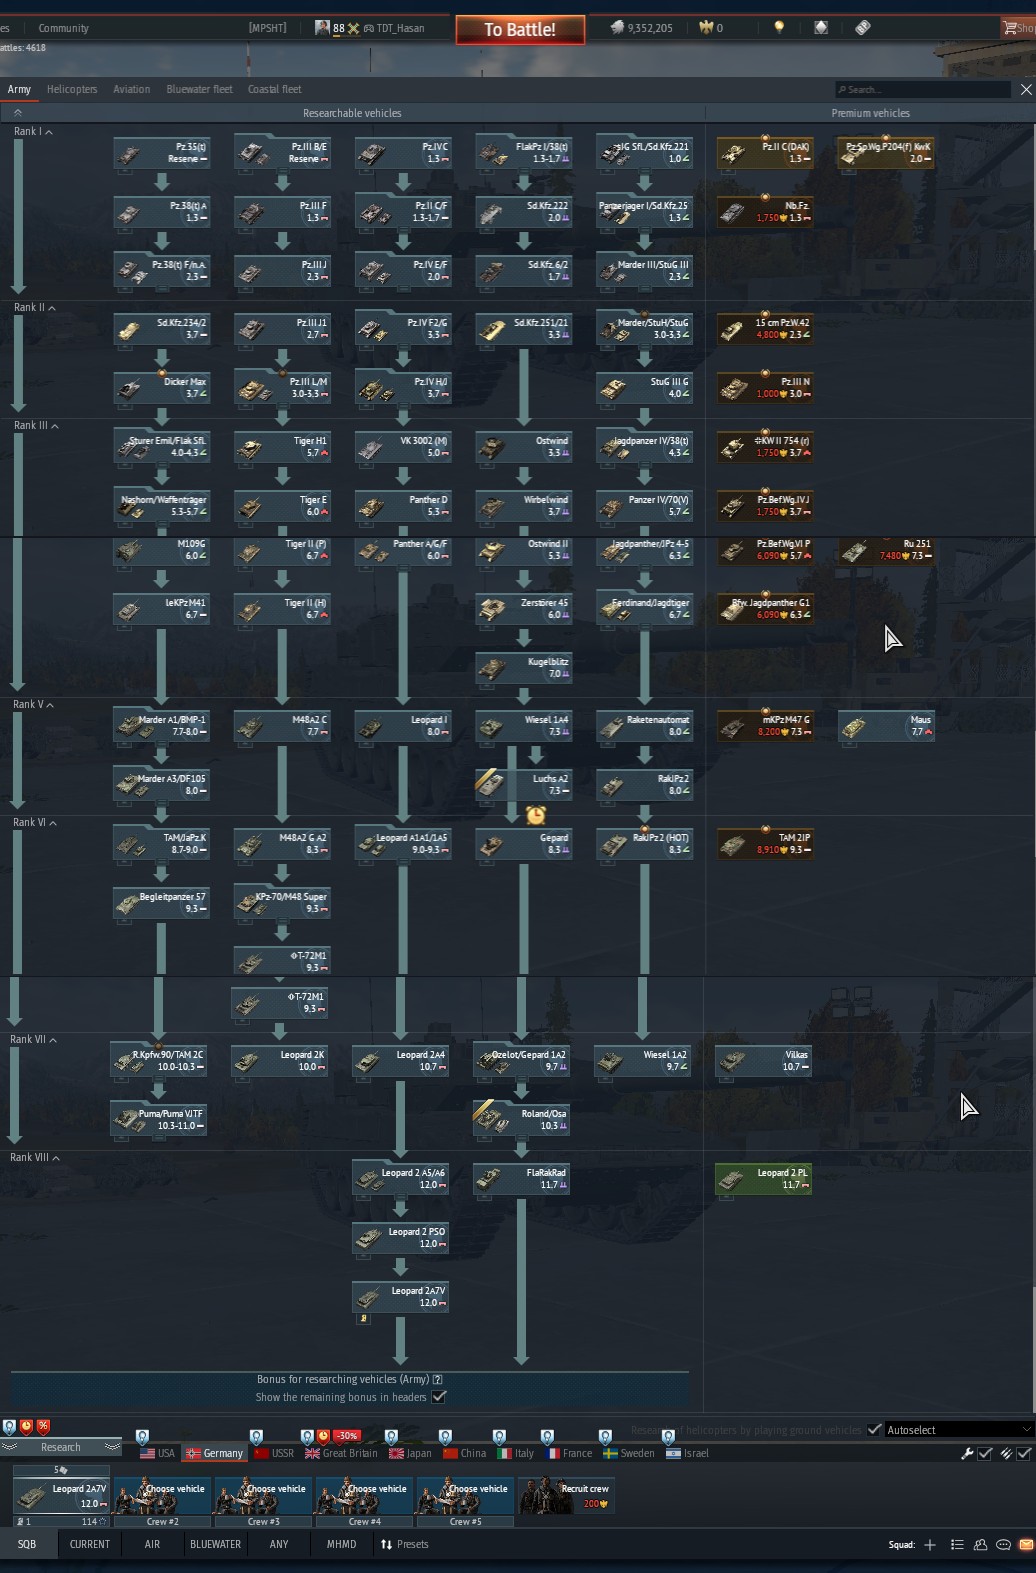 es
Community
[MPSHT]
88
TDT_Hasan
To Battle!
9,352,205
0
Shop
attles: 4618
Army
Helicopters
Aviation
Bluewater fleet
Coastal fleet
Search...
Researchable vehicles
Premium vehicles
Rank I
Pz.35(t)
Reserve
Pz.III B/E
Reserve
Pz.IV C
1.3
FlakPz I/38(t)
1.3-1.7
sIG SfL./Sd.Kfz.221
1.0
Pz.II C(DAK)
1.3
Pz.Sp.Wg.P204(f) KwK
2.0
Pz.38(t) A
1.3
Pz.III F
1.3
Pz.II C/F
1.3-1.7
Sd.Kfz.222
2.0
Panzerjager I/Sd.Kfz.25
1.3
Nb.Fz.
1,750 1.3
Pz.38(t) F/n.A.
2.3
Pz.III J
2.3
Pz.IV E/F
2.0
Sd.Kfz.6/2
1.7
Marder III/StuG III
2.3
Rank II
Sd.Kfz.234/2
3.7
Pz.III J1
2.7
Pz.IV F2/G
3.3
Sd.Kfz.251/21
3.3
Marder/StuH/StuG
3.0-3.3
15 cm Pz.W.42
4,800 2.3
Dicker Max
3.7
Pz.III L/M
3.0-3.3
Pz.IV H/J
3.7
StuG III G
4.0
Pz.III N
1,000 3.0
Rank III
Sturer Emil/Flak Sfl.
4.0-4.3
Tiger H1
5.7
VK 3002 (M)
5.0
Ostwind
3.3
Jagdpanzer IV/38(t)
4.3
KW II 754 (r)
1,750 3.7
Nashorn/Waffenträger
5.3-5.7
Tiger E
6.0
Panther D
5.3
Wirbelwind
3.7
Panzer IV/70(V)
5.7
Pz.Bef.Wg.IV J
1,750 3.7
M109G
6.0
Tiger II (P)
6.7
Panther A/G/F
6.0
Ostwind II
5.3
Jagdpanther/JPz 4-5
6.3
Pz.Bef.Wg.VI P
6,090 5.7
Ru 251
7,480 7.3
leKPz M41
6.7
Tiger II (H)
6.7
Zerstörer 45
6.0
Ferdinand/Jagdtiger
6.7
Bfw. Jagdpanther G1
6,090 6.3
Kugelblitz
7.0
Rank V
Marder A1/BMP-1
7.7-8.0
M48A2 C
7.7
Leopard I
8.0
Wiesel 1A4
7.3
Raketenautomat
8.0
mKPz M47 G
8,200 7.3
Maus
7.7
Marder A3/DF105
8.0
Luchs A2
7.3
RakJPz 2
8.0
Rank VI
TAM/JaPz.K
8.7-9.0
M48A2 G A2
8.3
Leopard A1A1/1A5
9.0-9.3
Gepard
8.3
RakJPz 2 (HOT)
8.3
TAM 2IP
8,910 9.3
Begleitpanzer 57
9.3
KPz-70/M48 Super
9.3
T-72M1
9.3
T-72M1
9.3
Rank VII
R.Kpfw.90/TAM 2C
10.0-10.3
Leopard 2K
10.0
Leopard 2A4
10.7
Ozelot/Gepard 1A2
9.7
Wiesel 1A2
9.7
Vilkas
10.7
Puma/Puma VJTF
10.3-11.0
Roland/Osa
10.3
Rank VIII
Leopard 2 A5/A6
12.0
FlaRakRad
11.7
Leopard 2 PL
11.7
Leopard 2 PSO
12.0
Leopard 2A7V
12.0
Bonus for researching vehicles (Army) [?]
Show the remaining bonus in headers
%
-30%
Research of helicopters by playing ground vehicles
Autoselect
Research
USA
Germany
USSR
Great Britain
Japan
China
Italy
France
Sweden
Israel
5
Leopard 2A7V
12.0
1
114
Choose vehicle
Crew #2
Choose vehicle
Crew #3
Choose vehicle
Crew #4
Choose vehicle
Crew #5
Recruit crew
200
SQB
CURRENT
AIR
BLUEWATER
ANY
MHMD
Presets
Squad: